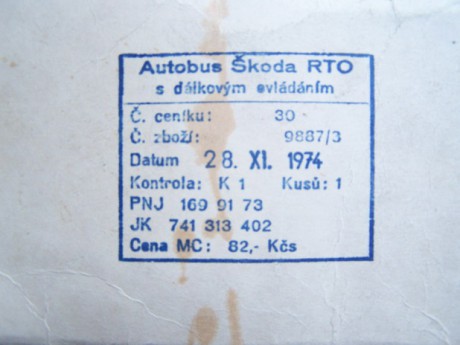 Autobus Škoda RTO
s dálkovým ovládáním
Č. ceníku: 30
Č. zboží: 9887/3
Datum 28. XI. 1974
Kontrola: K 1 Kusů: 1
PNJ 169 91 73
JK 741 313 402
Cena MC: 82,- Kčs